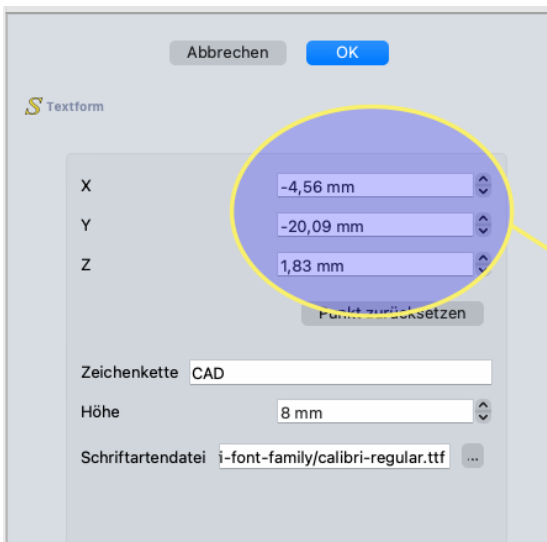 Abbrechen OK
Textform
X -4,56 mm
Y -20,09 mm
Z 1,83 mm
Punkt zurücksetzen
Zeichenkette CAD
Höhe 8 mm
Schriftartendatei i-font-family/calibri-regular.ttf ...